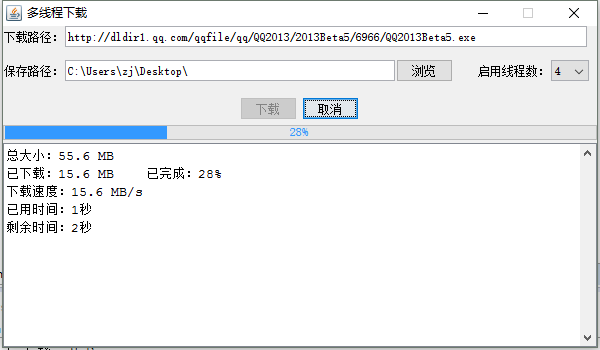 多线程下载
下载路径: http://dldir1.qq.com/qqfile/qq/QQ2013/2013Beta5/6966/QQ2013Beta5.exe
保存路径: C:\Users\zj\Desktop\ 浏览 启用线程数: 4
下载 取消
28%
总大小: 55.6 MB
已下载: 15.6 MB 已完成: 28%
下载速度: 15.6 MB/s
已用时间: 1秒
剩余时间: 2秒